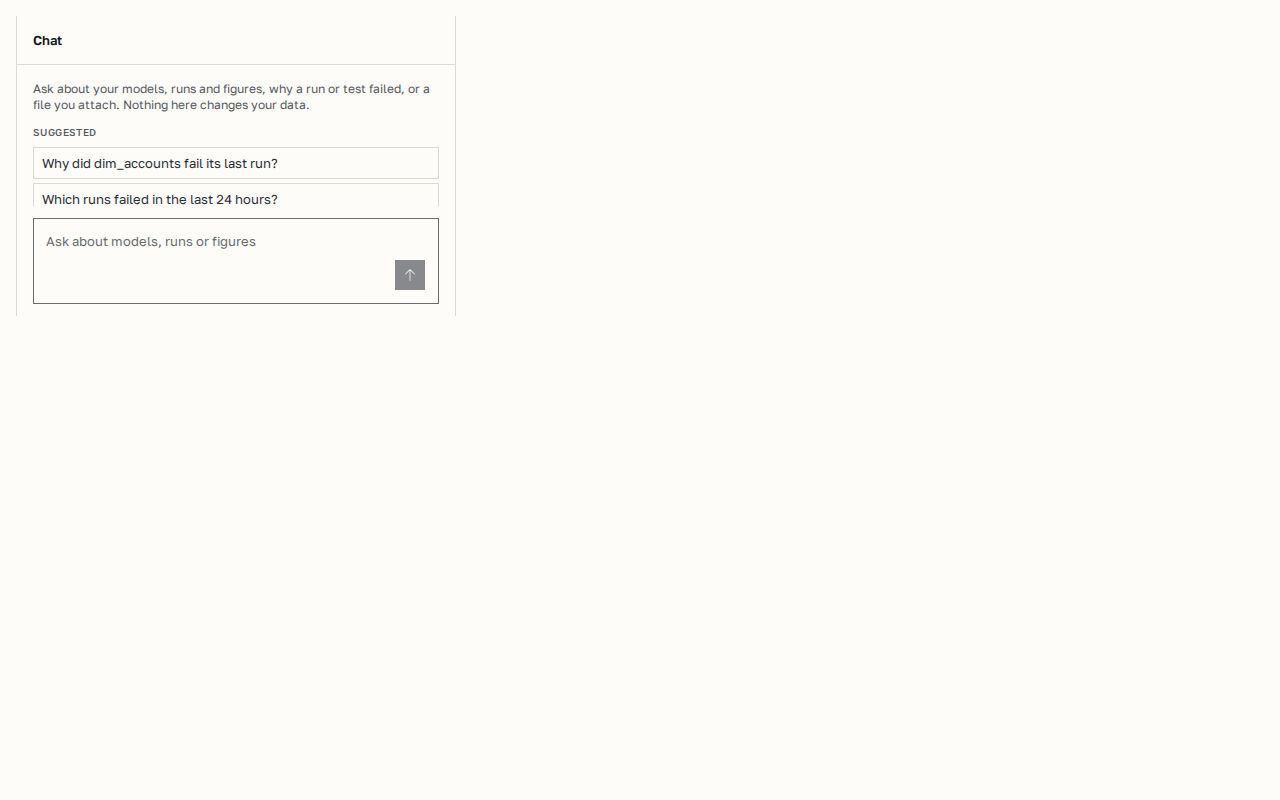 Chat
Ask about your models, runs and figures, why a run or test failed, or a
file you attach. Nothing here changes your data.
SUGGESTED
Why did dim_accounts fail its last run?
Which runs failed in the last 24 hours?
Ask about models, runs or figures